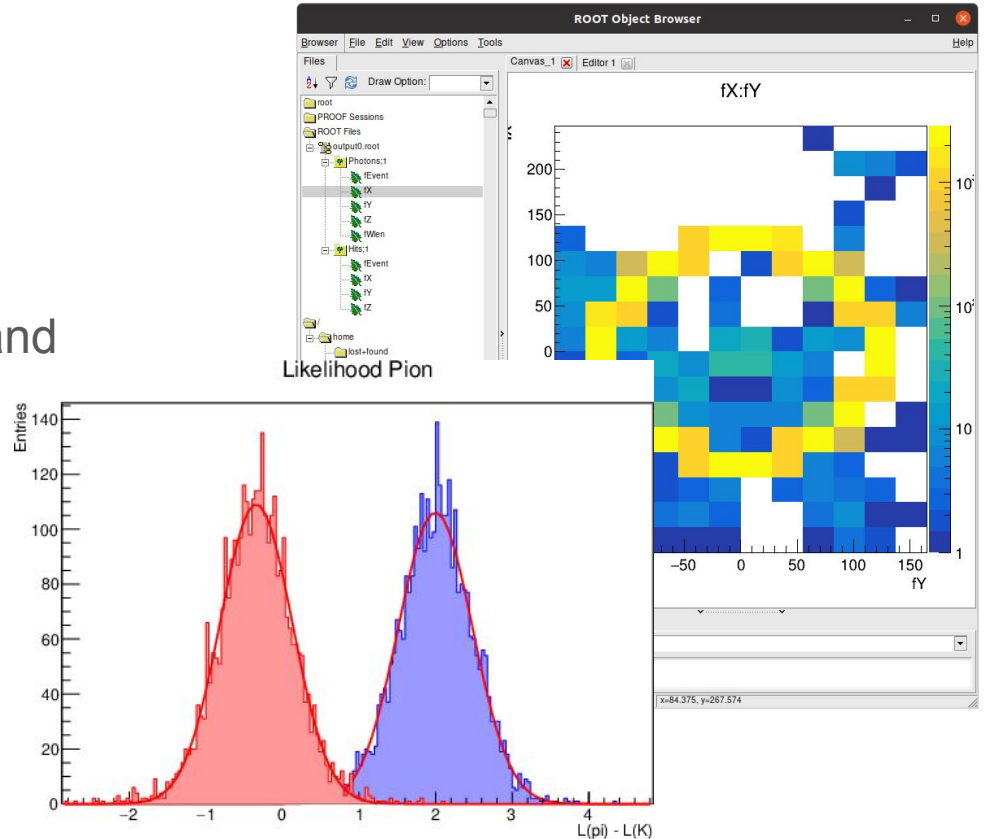 ROOT Object Browser
Browser File Edit View Options Tools Help
Files
Canvas_1 Editor 1
Draw Option:
root
PROOF Sessions
ROOT Files
output0.root
Photons;1
fEvent
fX
fY
fZ
fWlen
Hits;1
fEvent
fX
fY
fZ
/
home
lost+found
fX:fY
200
150
100
50
0
−50 0 50 100 150
fY
10
1
x=84.375, y=267.574
and
Likelihood Pion
Entries
140
120
100
80
60
40
20
0
−2 −1 0 1 2 3 4
L(pi) - L(K)